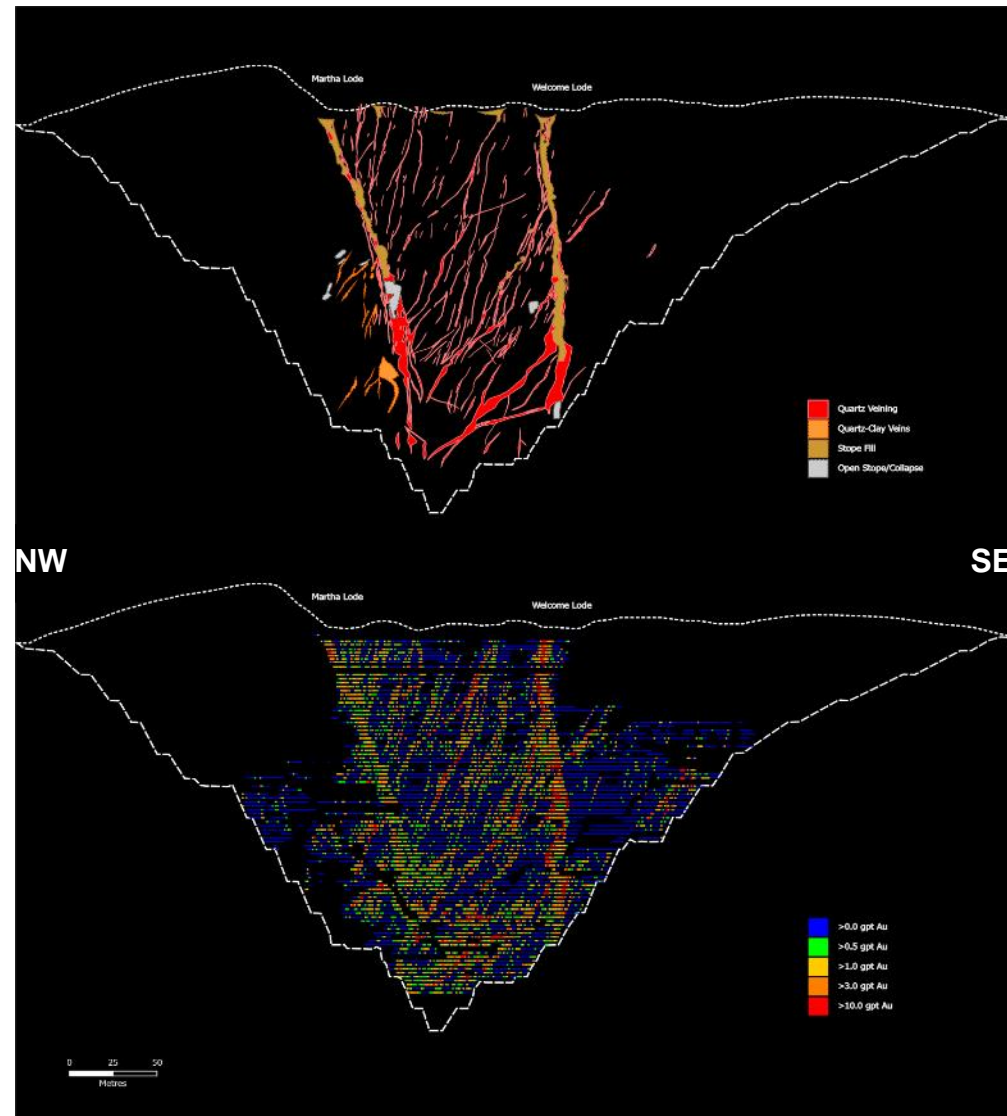 Martha Lode
Welcome Lode
Quartz Veining
Quartz-Clay Veins
Stope Fill
Open Stope/Collapse
NW
SE
Martha Lode
Welcome Lode
>0.0 gpt Au
>0.5 gpt Au
>1.0 gpt Au
>3.0 gpt Au
>10.0 gpt Au
0 25 50
Metres